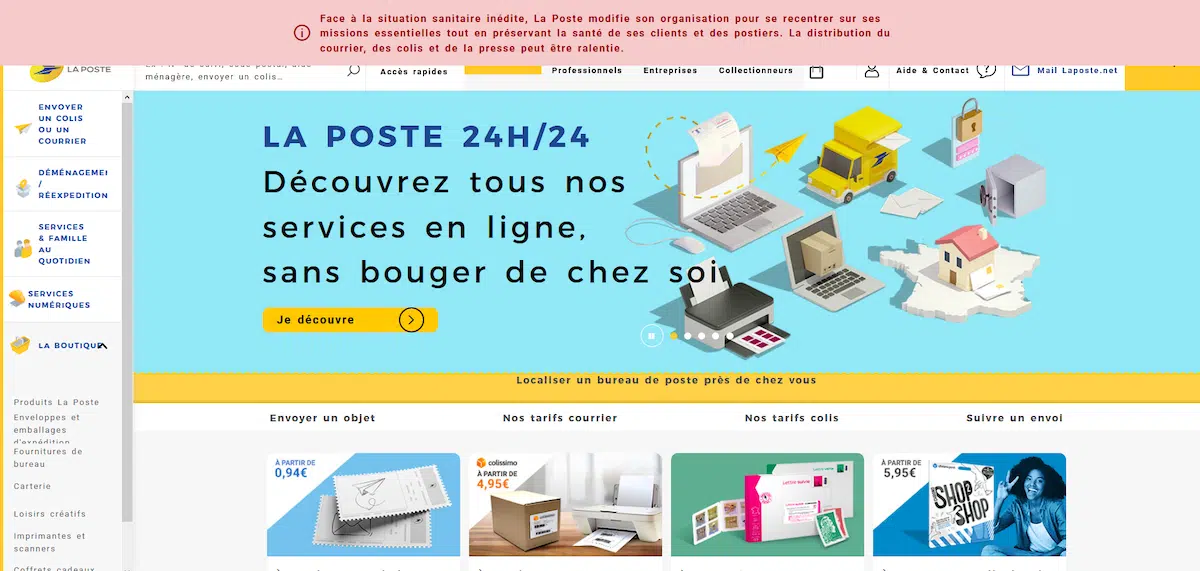 Face à la situation sanitaire inédite, La Poste modifie son organisation pour se recentrer sur ses
missions essentielles tout en préservant la santé de ses clients et des postiers. La distribution du
courrier, des colis et de la presse peut être ralentie.
LA POSTE
ménagère, envoyer un colis...
Accès rapides
Professionnels
Entreprises
Collectionneurs
Aide & Contact
?
Mail Laposte.net
ENVOYER
UN COLIS
OU UN
COURRIER
DÉMÉNAGEMEI
/
RÉEXPEDITION
SERVICES
& FAMILLE
AU
QUOTIDIEN
SERVICES
NUMÉRIQUES
LA BOUTIQUE
Produits La Poste
Enveloppes et
emballages
d'expédition
Fournitures de
bureau
Carterie
Loisirs créatifs
Imprimantes et
scanners
Coffrets cadeaux
LA POSTE 24H/24
Découvrez tous nos
services en ligne,
sans bouger de chez soi
Je découvre
Localiser un bureau de poste près de chez vous
Envoyer un objet
Nos tarifs courrier
Nos tarifs colis
Suivre un envoi
À PARTIR DE
0,94€
colissimo
À PARTIR DE
4,95€
Lettre suivie
À PARTIR DE
5,95€
SHOP
2
SHOP